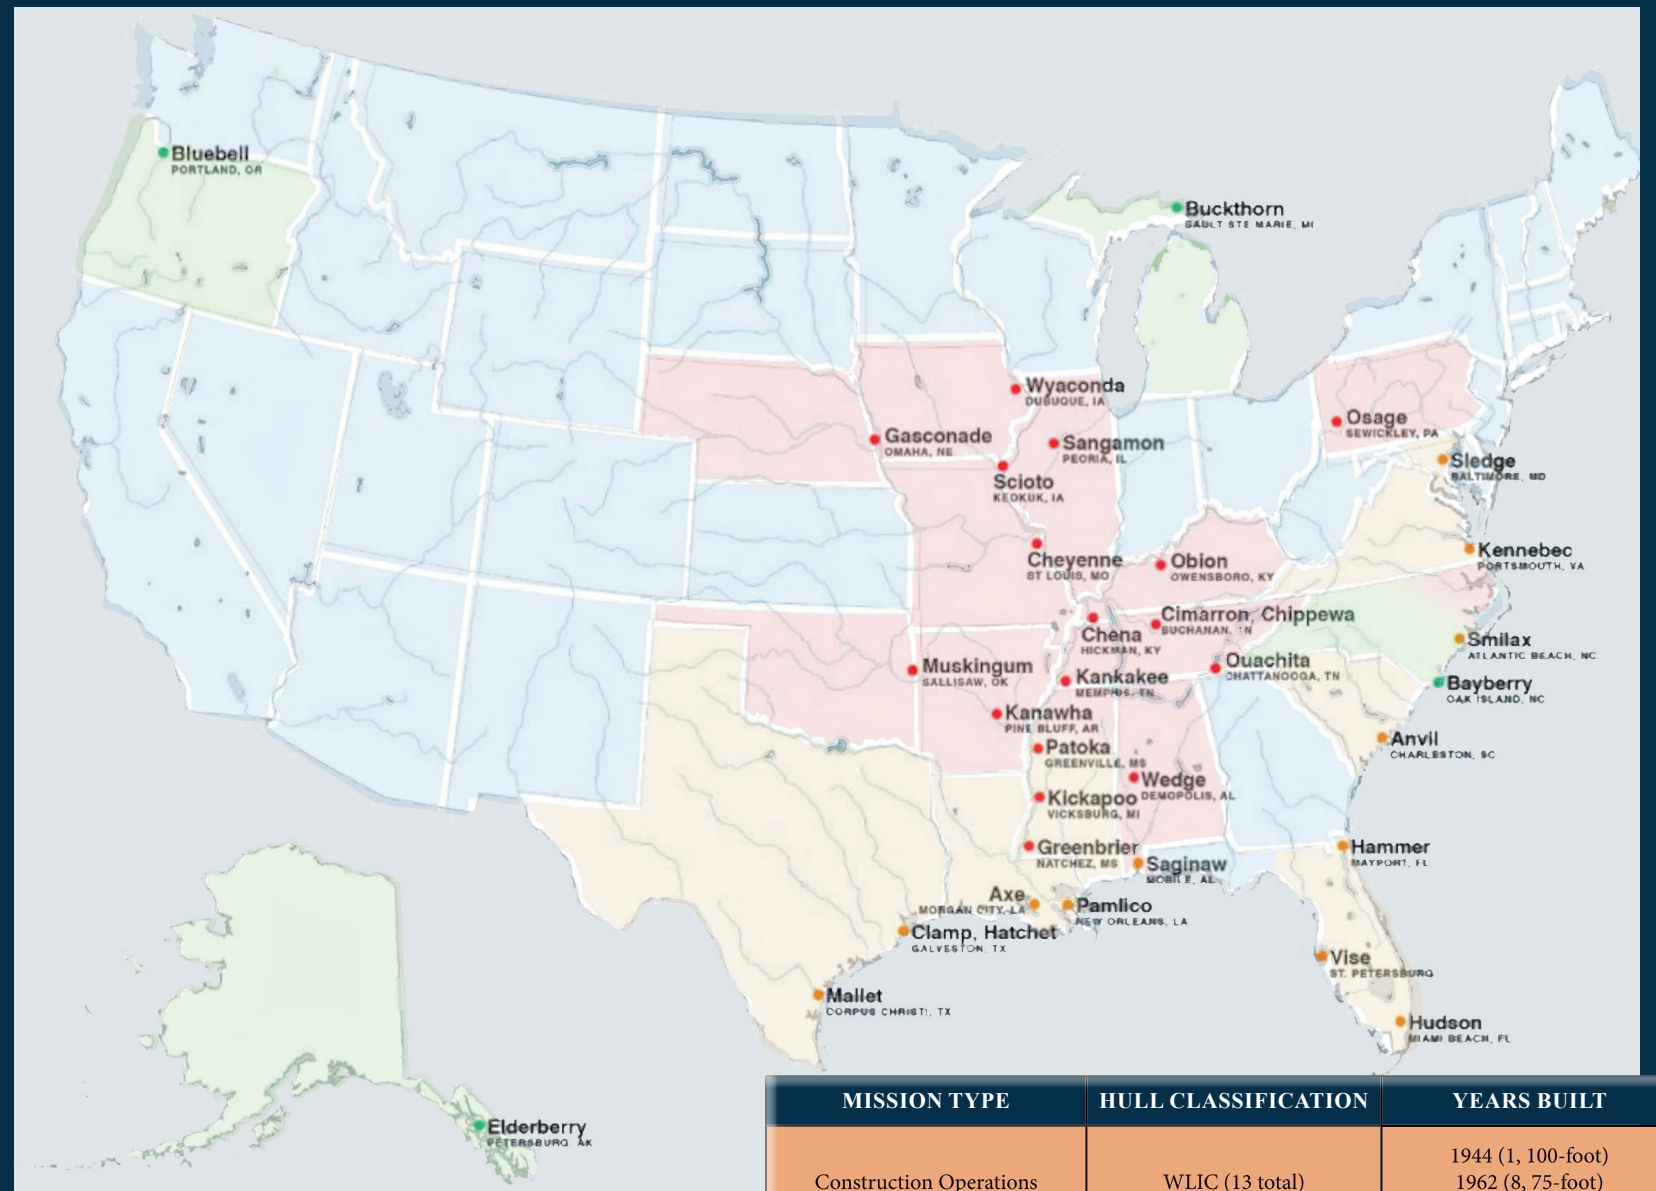 Bluebell
PORTLAND, OR
Buckthorn
SAULT STE MARIE, MI
Wyaconda
DUBUQUE, IA
Gasconade
OMAHA, NE
Sangamon
PEORIA, IL
Scioto
KEOKUK, IA
Osage
SEWICKLEY, PA
Sledge
BALTIMORE, MD
Cheyenne
ST LOUIS, MO
Obion
OWENSBORO, KY
Kennebec
PORTSMOUTH, VA
Cimarron, Chippewa
BUCHANAN, TN
Chena
HICKMAN, KY
Smilax
ATLANTIC BEACH, NC
Muskingum
SALLISAW, OK
Ouachita
CHATTANOOGA, TN
Kankakee
MEMPHIS, TN
Bayberry
OAK ISLAND, NC
Kanawha
PINE BLUFF, AR
Anvil
CHARLESTON, SC
Patoka
GREENVILLE, MS
Wedge
DEMOPOLIS, AL
Kickapoo
VICKSBURG, MI
Greenbrier
NATCHEZ, MS
Hammer
MAYPORT, FL
Saginaw
MOBILE, AL
Axe
MORGAN CITY, LA
Pamlico
NEW ORLEANS, LA
Clamp, Hatchet
GALVESTON, TX
Vise
ST. PETERSBURG
Mallet
CORPUS CHRISTI, TX
Hudson
MIAMI BEACH, FL
Elderberry
PETERSBURG AK
MISSION TYPE HULL CLASSIFICATION YEARS BUILT
1944 (1, 100-foot)
Construction Operations WLIC (13 total) 1962 (8, 75-foot)